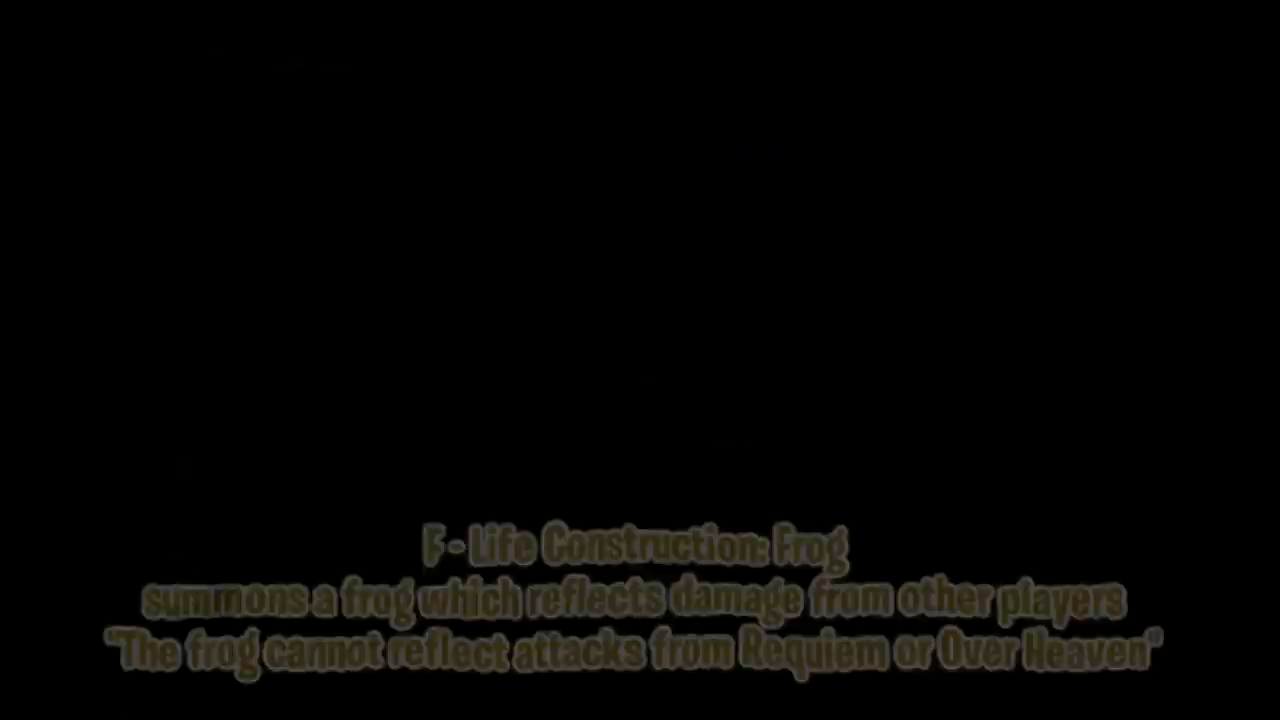 F - Life Construction: Frog
summons a frog which reflects damage from other players
"The frog cannot reflect attacks from Requiem or Over Heaven"